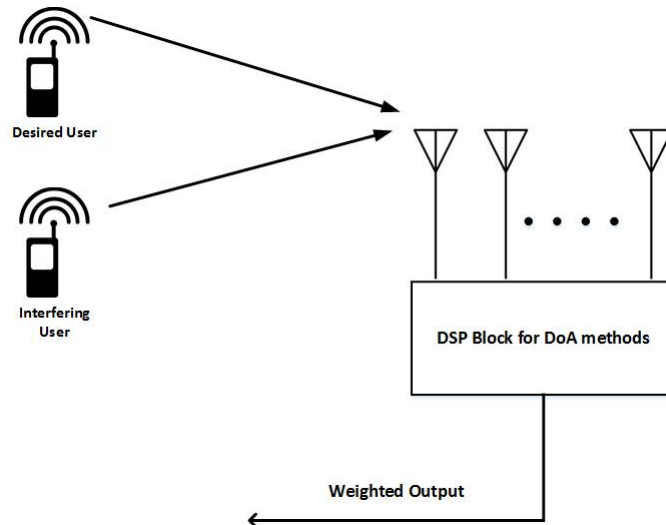 Desired User
Interfering
User
DSP Block for DoA methods
Weighted Output